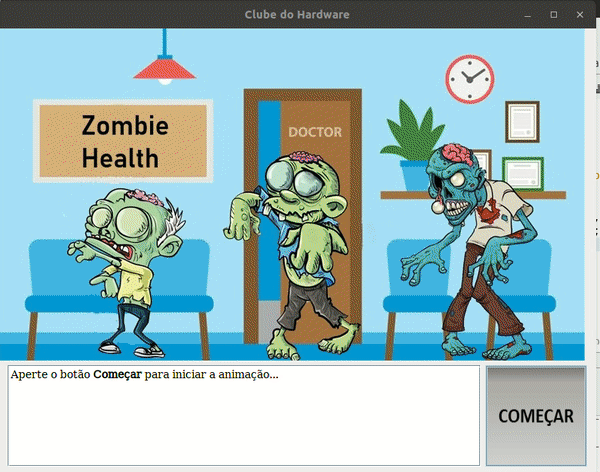 Clube do Hardware
Zombie
Health
DOCTOR
Aperte o botão Começar para iniciar a animação...
COMEÇAR